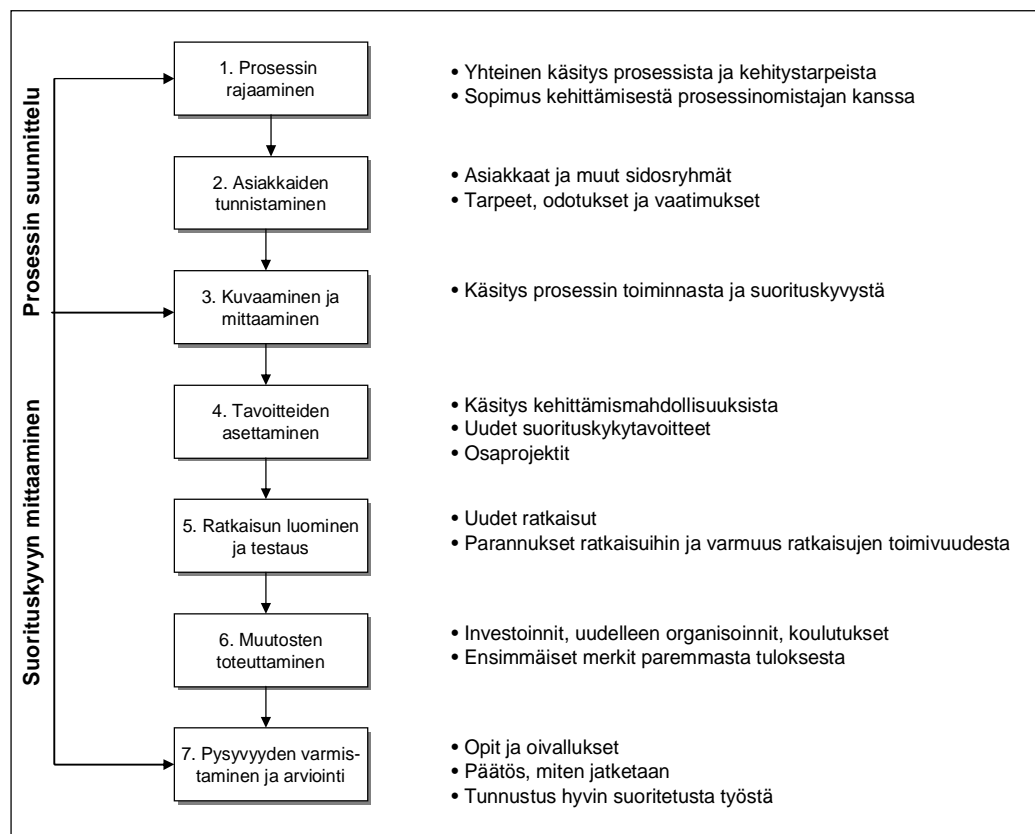 Prosessin suunnittelu
Suorituskyvyn mittaaminen
1. Prosessin
rajaaminen
• Yhteinen käsitys prosessista ja kehitystarpeista
• Sopimus kehittämisestä prosessinomistajan kanssa
2. Asiakkaiden
tunnistaminen
• Asiakkaat ja muut sidosryhmät
• Tarpeet, odotukset ja vaatimukset
3. Kuvaaminen ja
mittaaminen
• Käsitys prosessin toiminnasta ja suorituskyvystä
4. Tavoitteiden
asettaminen
• Käsitys kehittämismahdollisuuksista
• Uudet suorituskykytavoitteet
• Osaprojektit
5. Ratkaisun luominen
ja testaus
• Uudet ratkaisut
• Parannukset ratkaisuihin ja varmuus ratkaisujen toimivuudesta
6. Muutosten
toteuttaminen
• Investoinnit, uudelleen organisoinnit, koulutukset
• Ensimmäiset merkit paremmasta tuloksesta
7. Pysyvyyden varmis-
taminen ja arviointi
• Opit ja oivallukset
• Päätös, miten jatketaan
• Tunnustus hyvin suoritetusta työstä